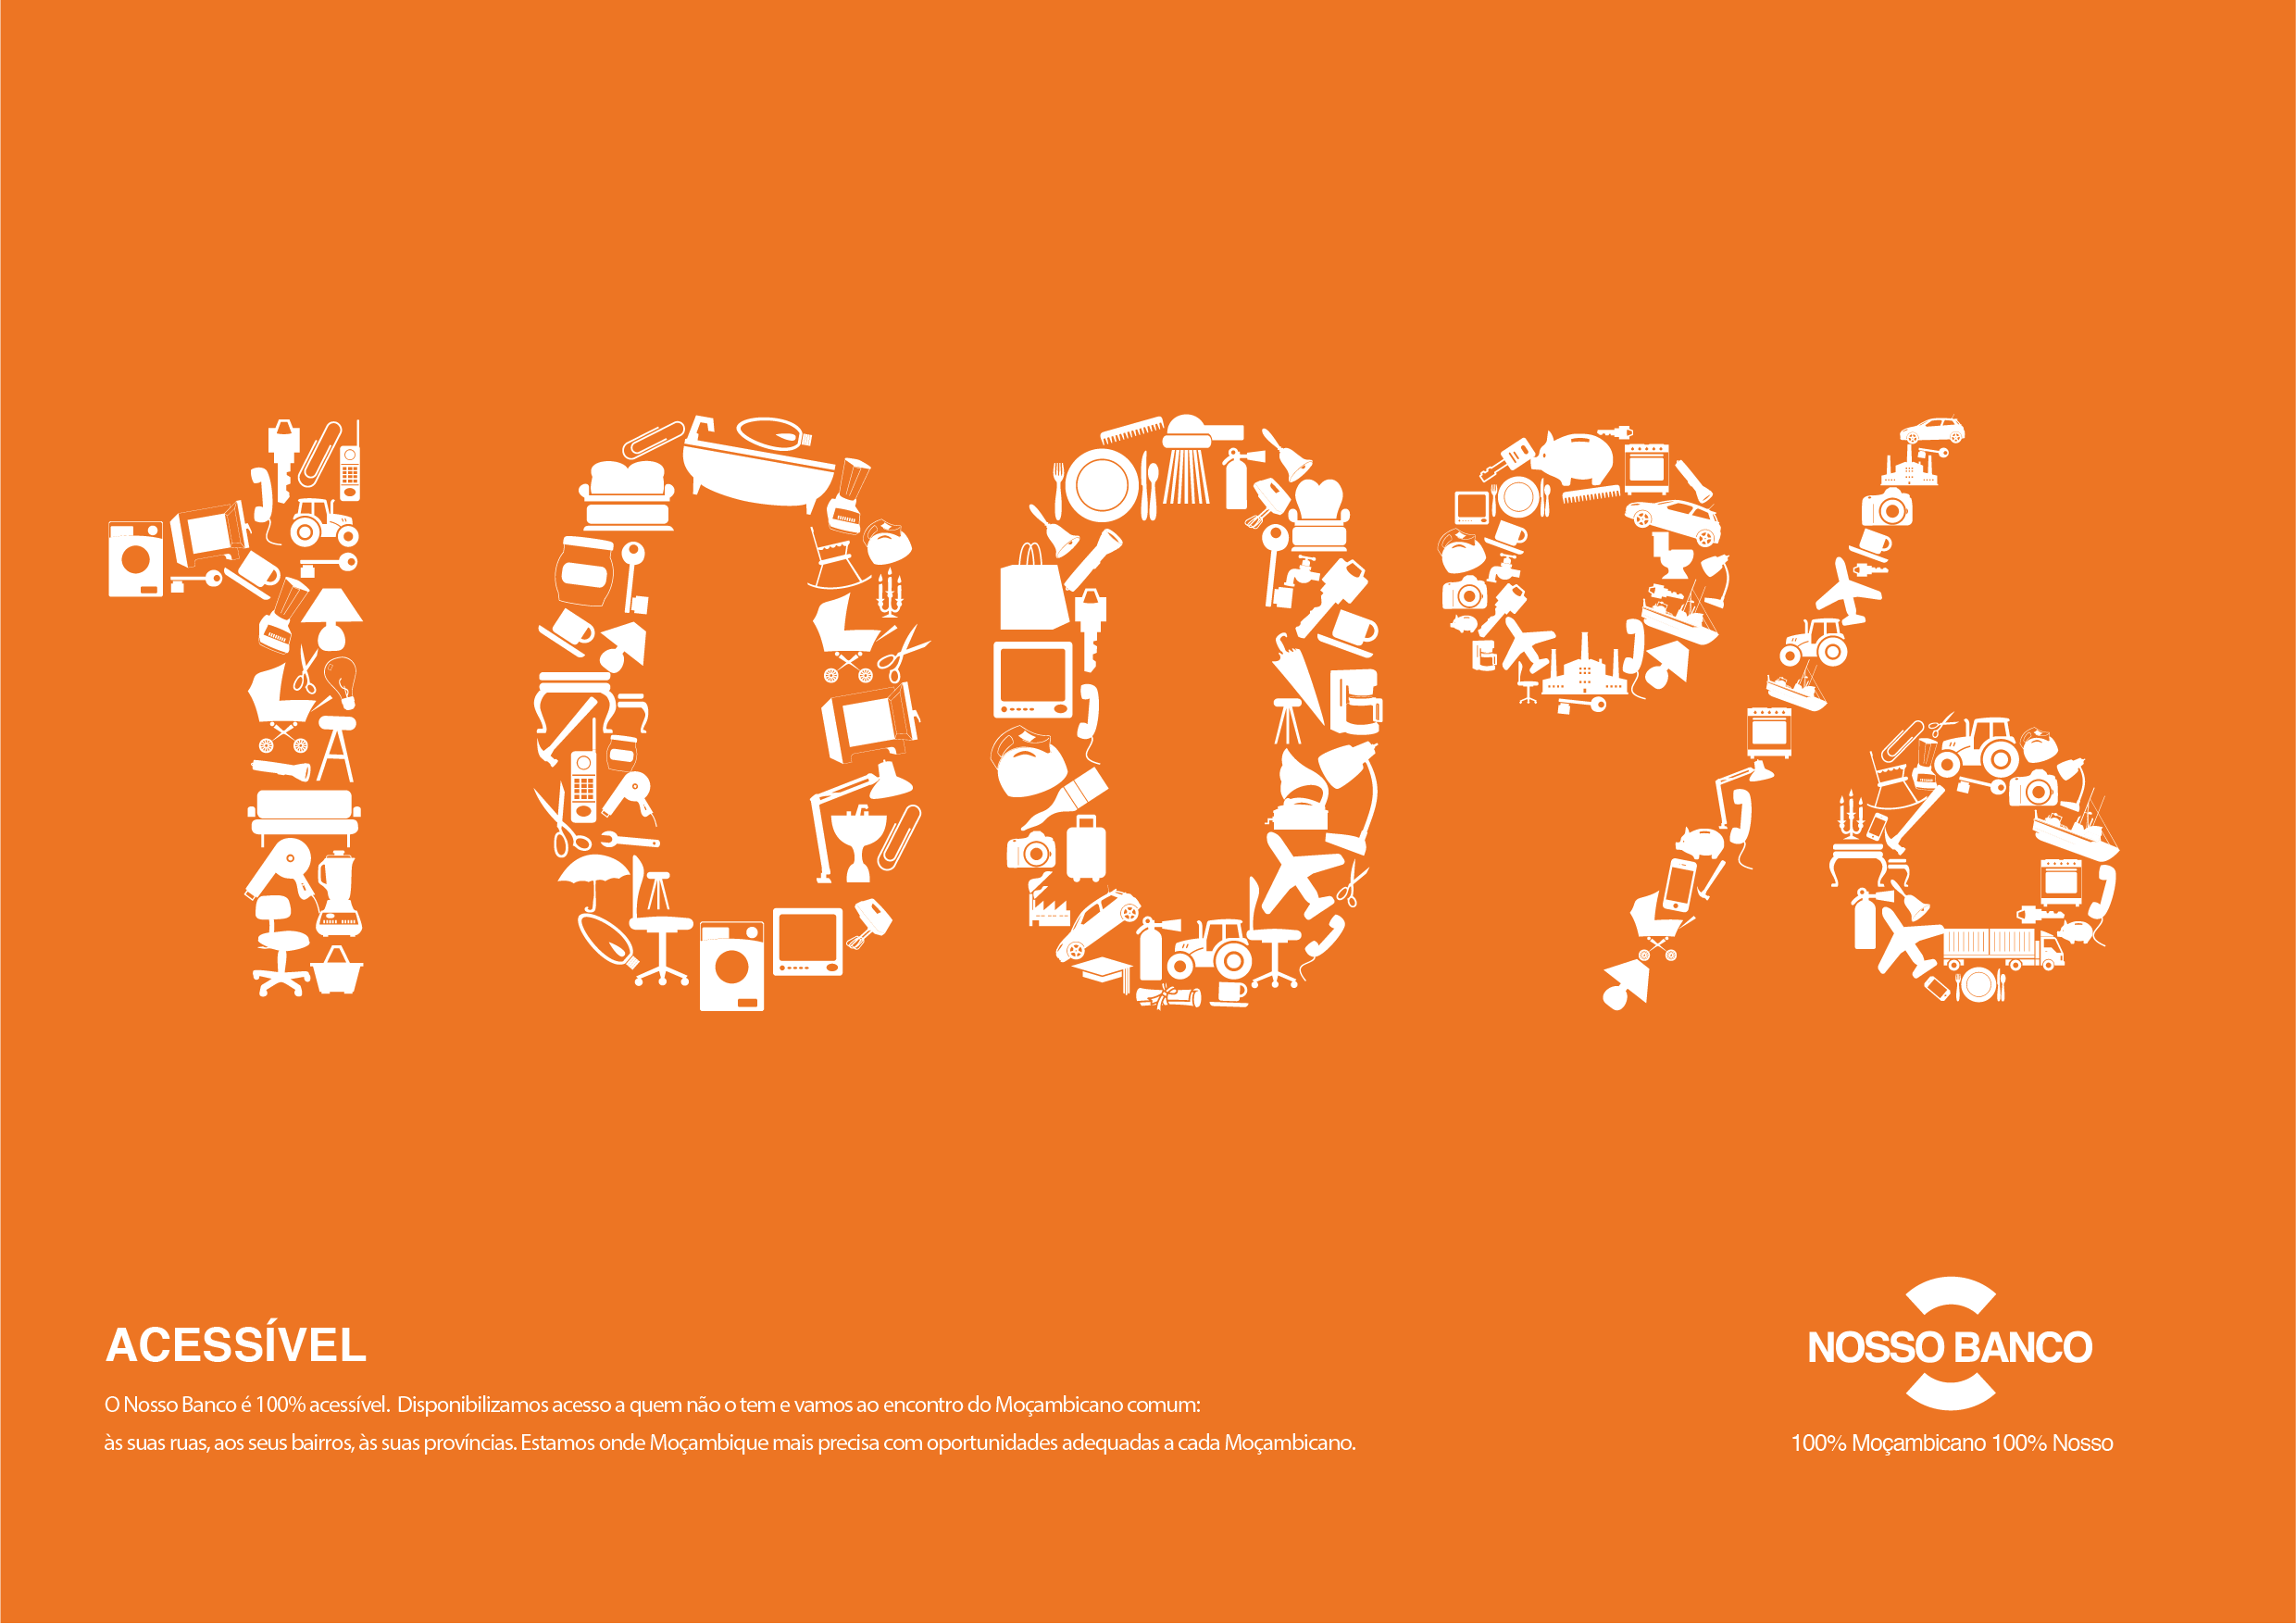 100%
ACESSÍVEL
O Nosso Banco é 100% acessível. Disponibilizamos acesso a quem não o tem e vamos ao encontro do Moçambicano comum:
às suas ruas, aos seus bairros, às suas províncias. Estamos onde Moçambique mais precisa com oportunidades adequadas a cada Moçambicano.
NOSSO BANCO
100% Moçambicano 100% Nosso